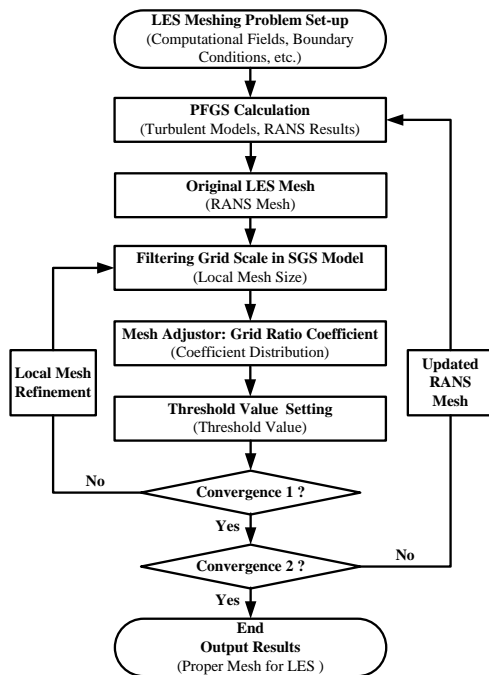 LES Meshing Problem Set-up
(Computational Fields, Boundary
Conditions, etc.)
PFGS Calculation
(Turbulent Models, RANS Results)
Original LES Mesh
(RANS Mesh)
Filtering Grid Scale in SGS Model
(Local Mesh Size)
Mesh Adjustor: Grid Ratio Coefficient
(Coefficient Distribution)
Local Mesh
Refinement
Updated
RANS
Mesh
Threshold Value Setting
(Threshold Value)
No
Convergence 1 ?
Yes
Convergence 2 ?
No
Yes
End
Output Results
(Proper Mesh for LES )